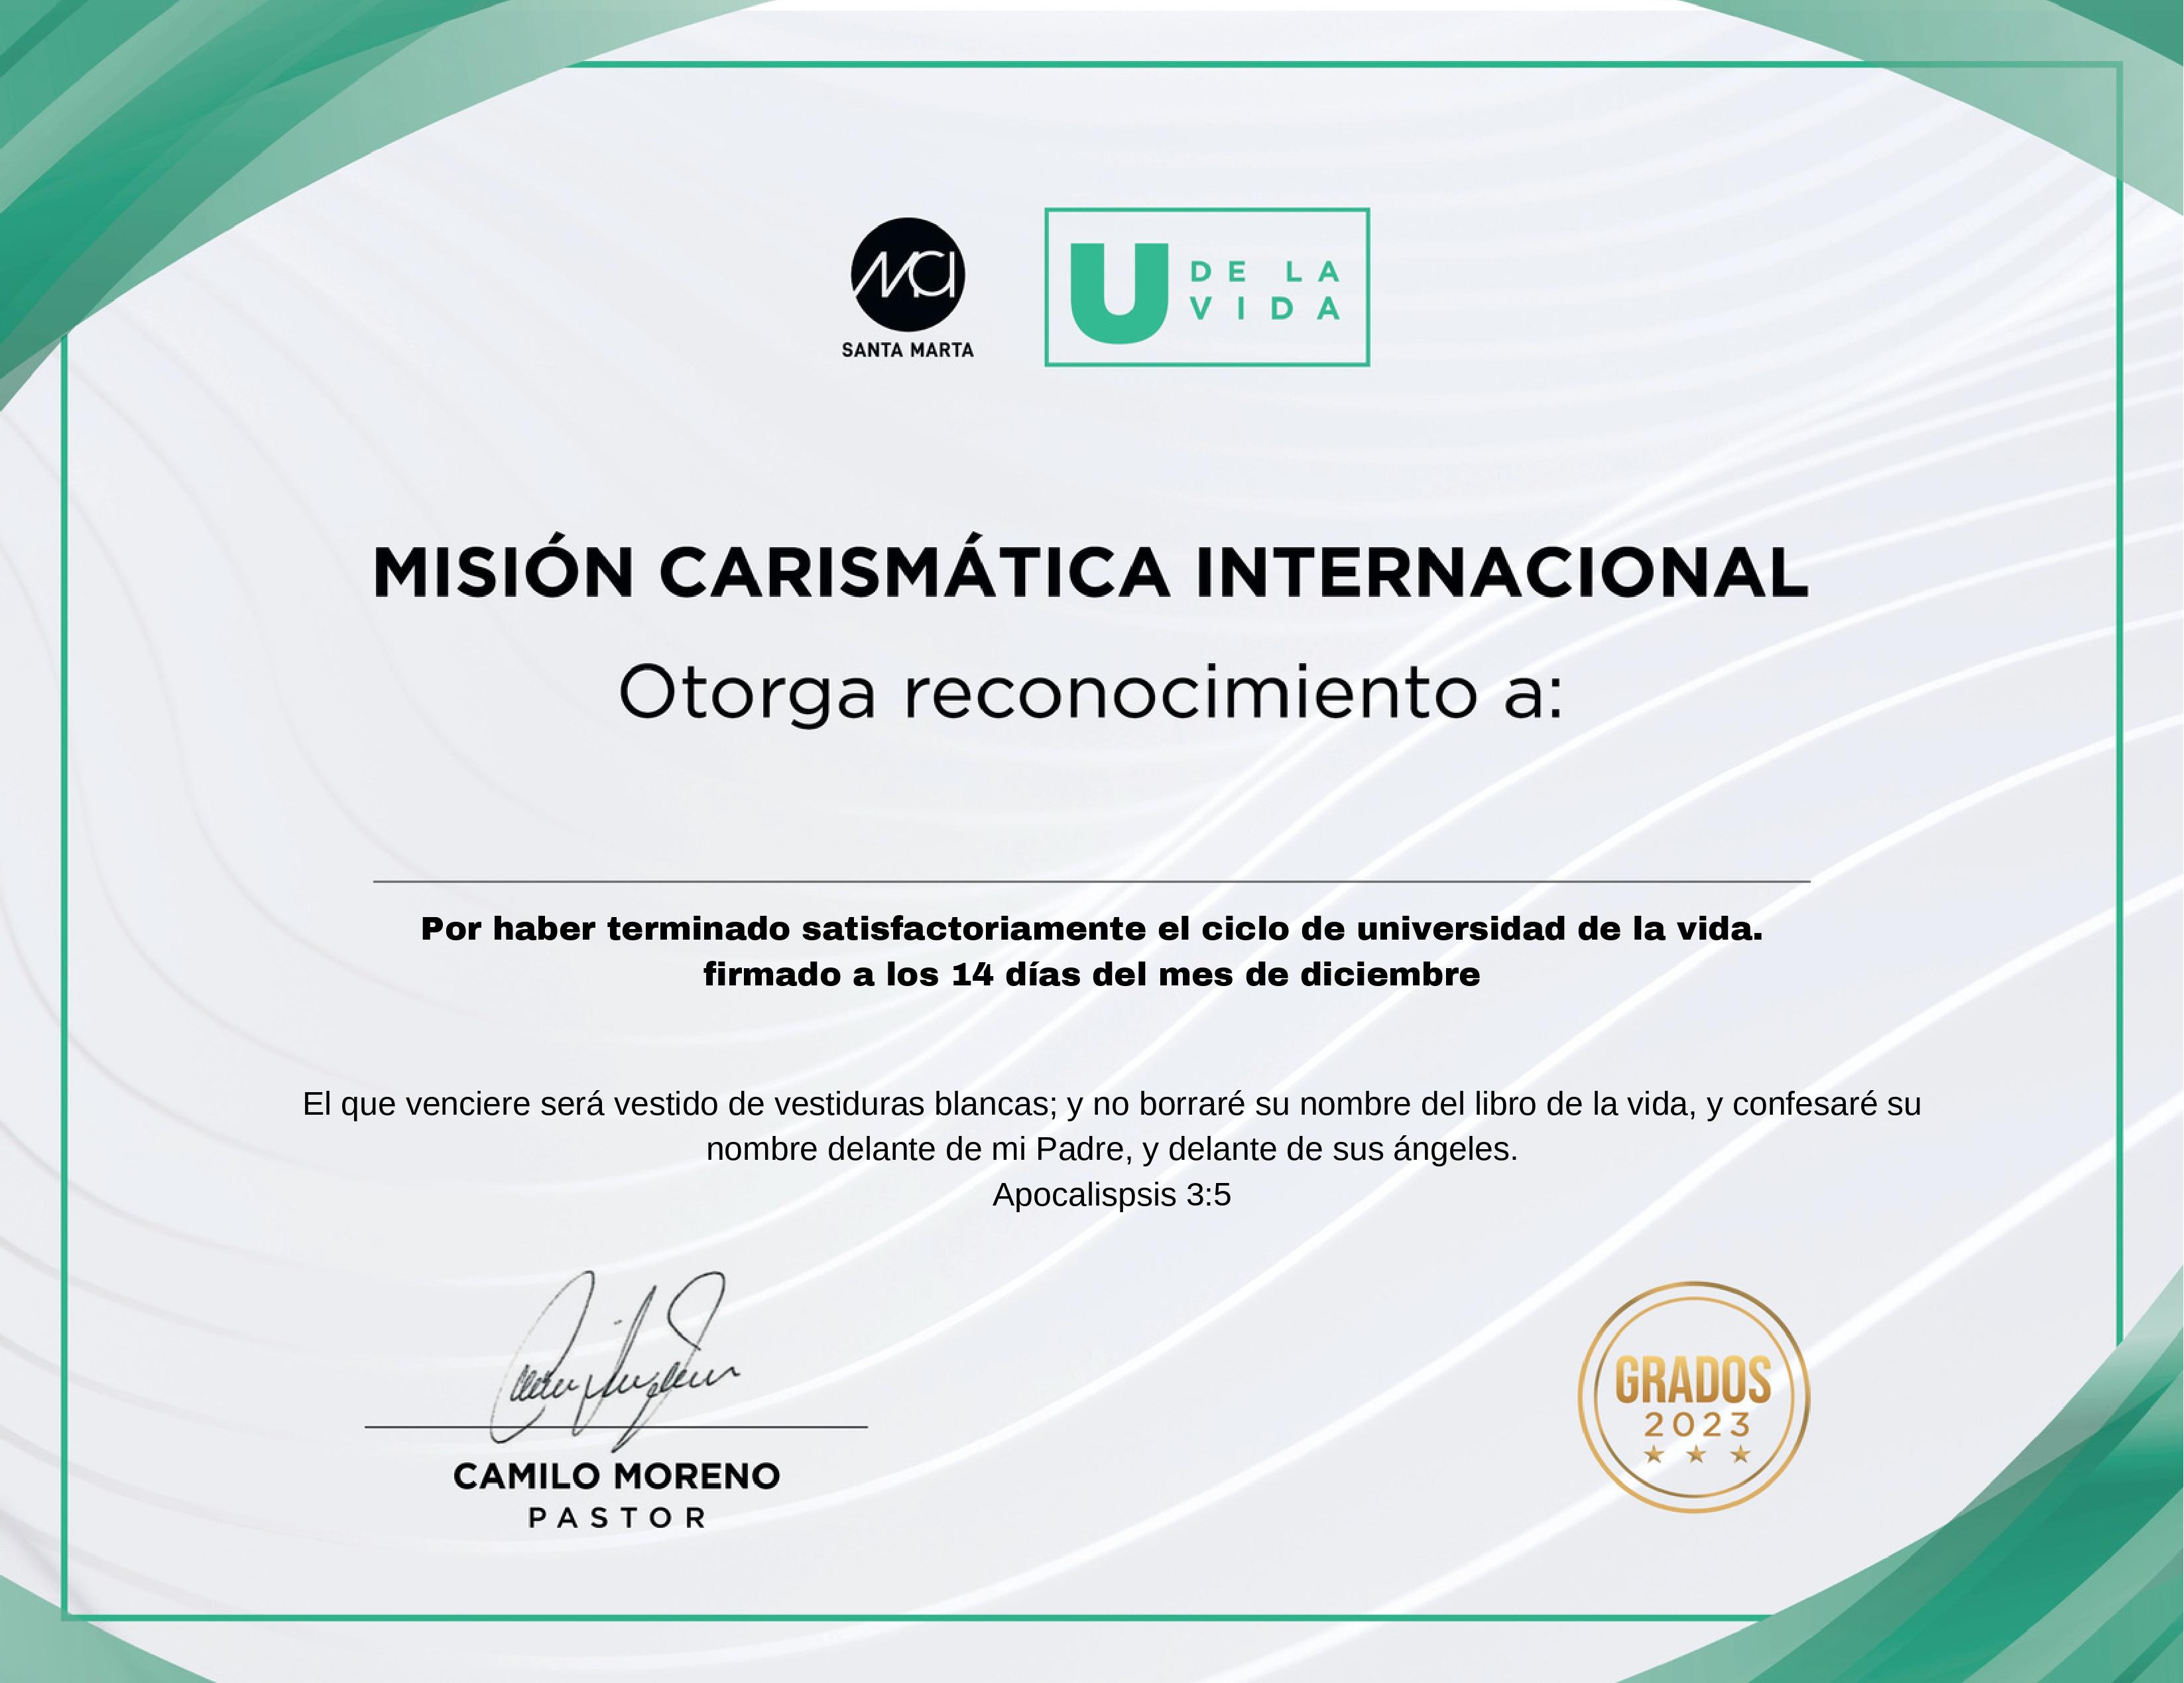 MCI
SANTA MARTA
U DE LA
VIDA
MISIÓN CARISMÁTICA INTERNACIONAL
Otorga reconocimiento a:
Por haber terminado satisfactoriamente el ciclo de universidad de la vida.
firmado a los 14 días del mes de diciembre
El que venciere será vestido de vestiduras blancas; y no borraré su nombre del libro de la vida, y confesaré su
nombre delante de mi Padre, y delante de sus ángeles.
Apocalispsis 3:5
CAMILO MORENO
PASTOR
GRADOS
2023